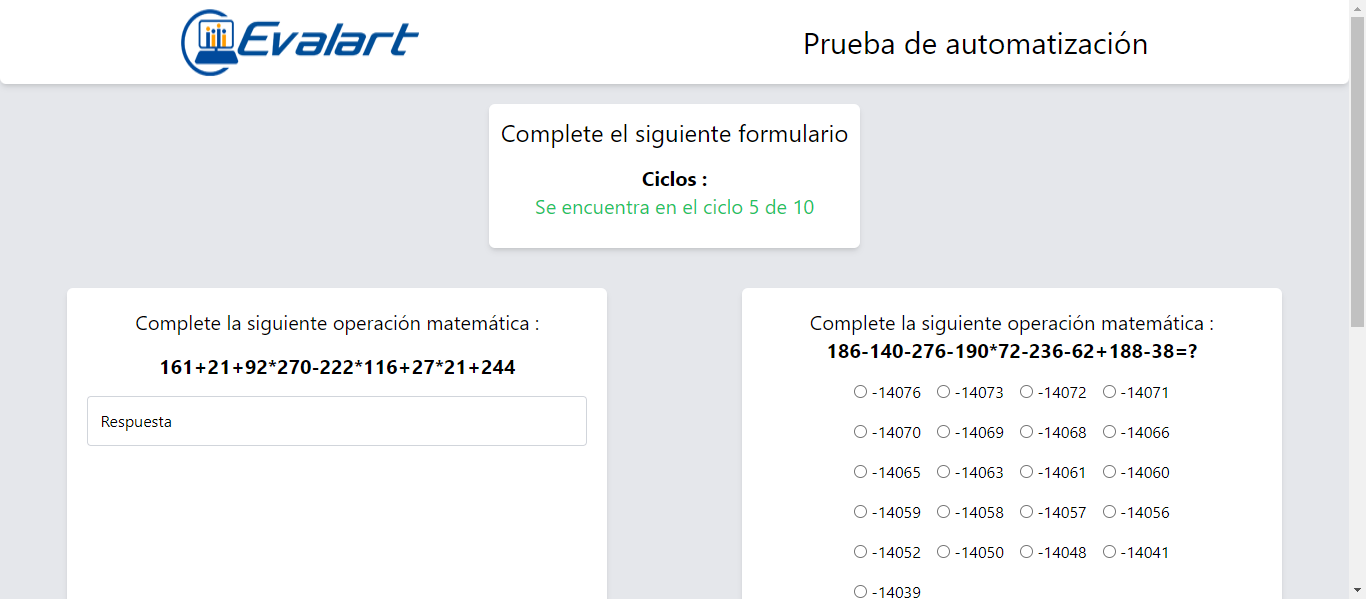 Evalart
Prueba de automatización
Complete el siguiente formulario
Ciclos :
Se encuentra en el ciclo 5 de 10
Complete la siguiente operación matemática :
161+21+92*270-222*116+27*21+244
Respuesta
Complete la siguiente operación matemática :
186-140-276-190*72-236-62+188-38=?
-14076 -14073 -14072 -14071
-14070 -14069 -14068 -14066
-14065 -14063 -14061 -14060
-14059 -14058 -14057 -14056
-14052 -14050 -14048 -14041
-14039